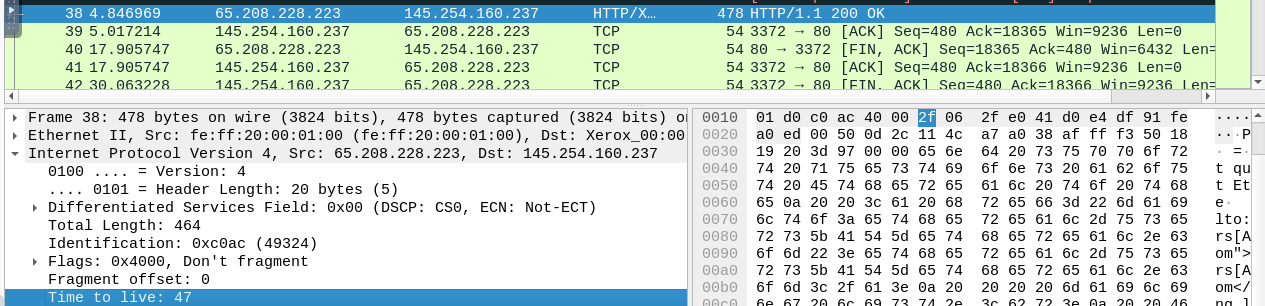 38 4.846969 65.208.228.223 145.254.160.237 HTTP/X… 478 HTTP/1.1 200 OK
39 5.017214 145.254.160.237 65.208.228.223 TCP 54 3372 → 80 [ACK] Seq=480 Ack=18365 Win=9236 Len=0
40 17.905747 65.208.228.223 145.254.160.237 TCP 54 80 → 3372 [FIN, ACK] Seq=18365 Ack=480 Win=6432 Len=
41 17.905747 145.254.160.237 65.208.228.223 TCP 54 3372 → 80 [ACK] Seq=480 Ack=18366 Win=9236 Len=0
42 30.063228 145.254.160.237 65.208.228.223 TCP 54 3372 → 80 [FIN, ACK] Seq=480 Ack=18366 Win=9236 Len=
Frame 38: 478 bytes on wire (3824 bits), 478 bytes captured (3824 bits) o
Ethernet II, Src: fe:ff:20:00:01:00 (fe:ff:20:00:01:00), Dst: Xerox_00:00
Internet Protocol Version 4, Src: 65.208.228.223, Dst: 145.254.160.237
0100 .... = Version: 4
.... 0101 = Header Length: 20 bytes (5)
Differentiated Services Field: 0x00 (DSCP: CS0, ECN: Not-ECT)
Total Length: 464
Identification: 0xc0ac (49324)
Flags: 0x4000, Don't fragment
Fragment offset: 0
Time to live: 47
0010 01 d0 c0 ac 40 00 2f 06 2f e0 41 d0 e4 df 91 fe ·····
0020 a0 ed 00 50 0d 2c 11 4c a7 a0 38 af ff f3 50 18 ···P
0030 19 20 3d 97 00 00 65 6e 64 20 73 75 70 70 6f 72 · =·
0040 74 20 71 75 65 73 74 69 6f 6e 73 20 61 62 6f 75 t qu
0050 74 20 45 74 68 65 72 65 61 6c 20 74 6f 20 74 68 t Et
0060 65 0a 20 20 3c 61 20 68 72 65 66 3d 22 6d 61 69 e·
0070 6c 74 6f 3a 65 74 68 65 72 65 61 6c 2d 75 73 65 lto:
0080 72 73 5b 41 54 5d 65 74 68 65 72 65 61 6c 2e 63 rs[A
0090 6f 6d 22 3e 65 74 68 65 72 65 61 6c 2d 75 73 65 om">
00a0 72 73 5b 41 54 5d 65 74 68 65 72 65 61 6c 2e 63 rs[A
00b0 6f 6d 3c 2f 61 3e 0a 20 20 20 20 6d 61 69 6c 69 om</
00c0 6e 67 20 6c 69 73 74 2e 3c 62 72 3e 0a 20 20 46 ng l